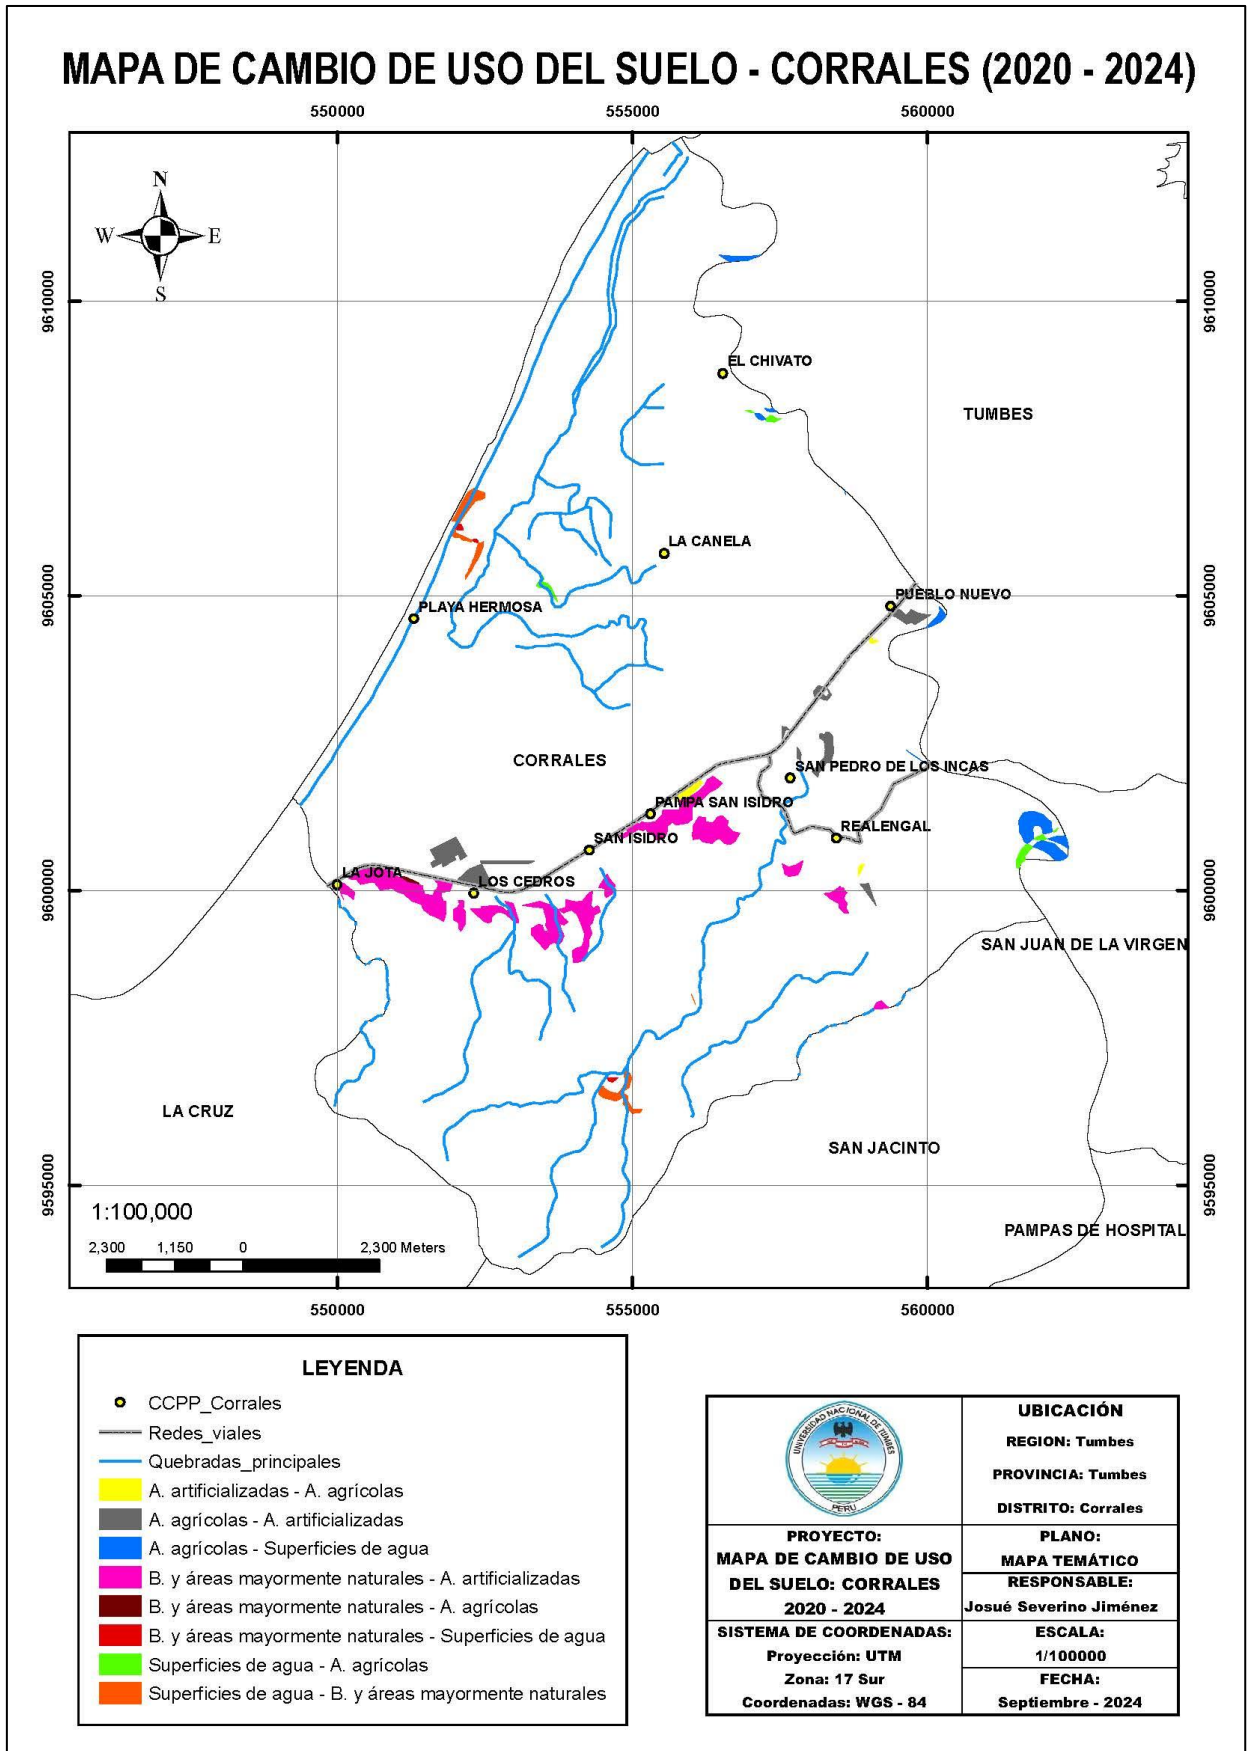 MAPA DE CAMBIO DE USO DEL SUELO - CORRALES (2020 - 2024)
550000 555000 560000
N
W E
S
9610000 9610000
EL CHIVATO
TUMBES
LA CANELA
9605000 9605000
PUEBLO NUEVO
PLAYA HERMOSA
CORRALES
SAN PEDRO DE LOS INCAS
PAMPA SAN ISIDRO
REALENGAL
SAN ISIDRO
LA JOTA
LOS CEDROS
9600000 9600000
SAN JUAN DE LA VIRGEN
LA CRUZ
SAN JACINTO
9595000 9595000
1:100,000
PAMPAS DE HOSPITAL
2,300 1,150 0 2,300 Meters
550000 555000 560000
LEYENDA
CCPP_Corrales
Redes_viales
Quebradas_principales
A. artificializadas - A. agrícolas
A. agrícolas - A. artificializadas
A. agrícolas - Superficies de agua
B. y áreas mayormente naturales - A. artificializadas
B. y áreas mayormente naturales - A. agrícolas
B. y áreas mayormente naturales - Superficies de agua
Superficies de agua - A. agrícolas
Superficies de agua - B. y áreas mayormente naturales
UNIVERSIDAD NACIONAL DE TUMBES
PERU
UBICACIÓN
REGION: Tumbes
PROVINCIA: Tumbes
DISTRITO: Corrales
PROYECTO:
MAPA DE CAMBIO DE USO
DEL SUELO: CORRALES
2020 - 2024
PLANO:
MAPA TEMÁTICO
RESPONSABLE:
Josué Severino Jiménez
SISTEMA DE COORDENADAS:
Proyección: UTM
Zona: 17 Sur
Coordenadas: WGS - 84
ESCALA:
1/100000
FECHA:
Septiembre - 2024